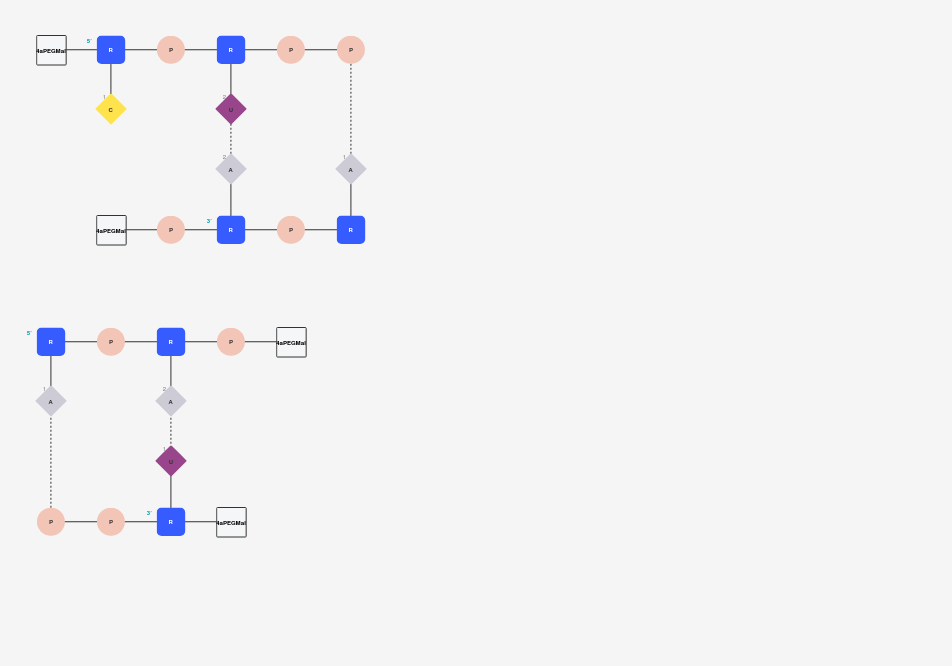 5'
4aPEGMal R P R P P
1 2
C U
2 1
A A
3'
4aPEGMal P R P R
5'
R P R P 4aPEGMal
1 2
A A
1
U
3'
P P R 4aPEGMal